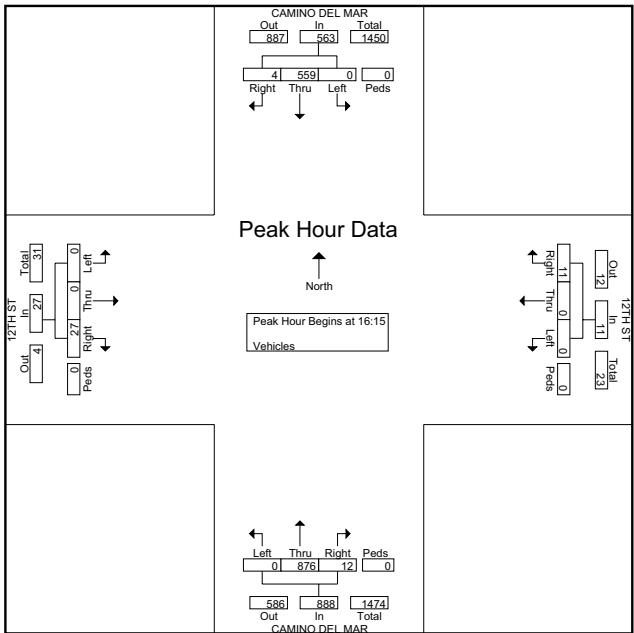 CAMINO DEL MAR
Out In Total
887 563 1450
4 559 0 0
Right Thru Left Peds
Peak Hour Data
North
Peak Hour Begins at 16:15
Vehicles
12TH ST
Out In Total
4 27 31
Peds Right Thru Left
0 27 0 0
12TH ST
Out In Total
12 11 23
Right Thru Left Peds
11 0 0 0
Left Thru Right Peds
0 876 12 0
586 888 1474
Out In Total
CAMINO DEL MAR